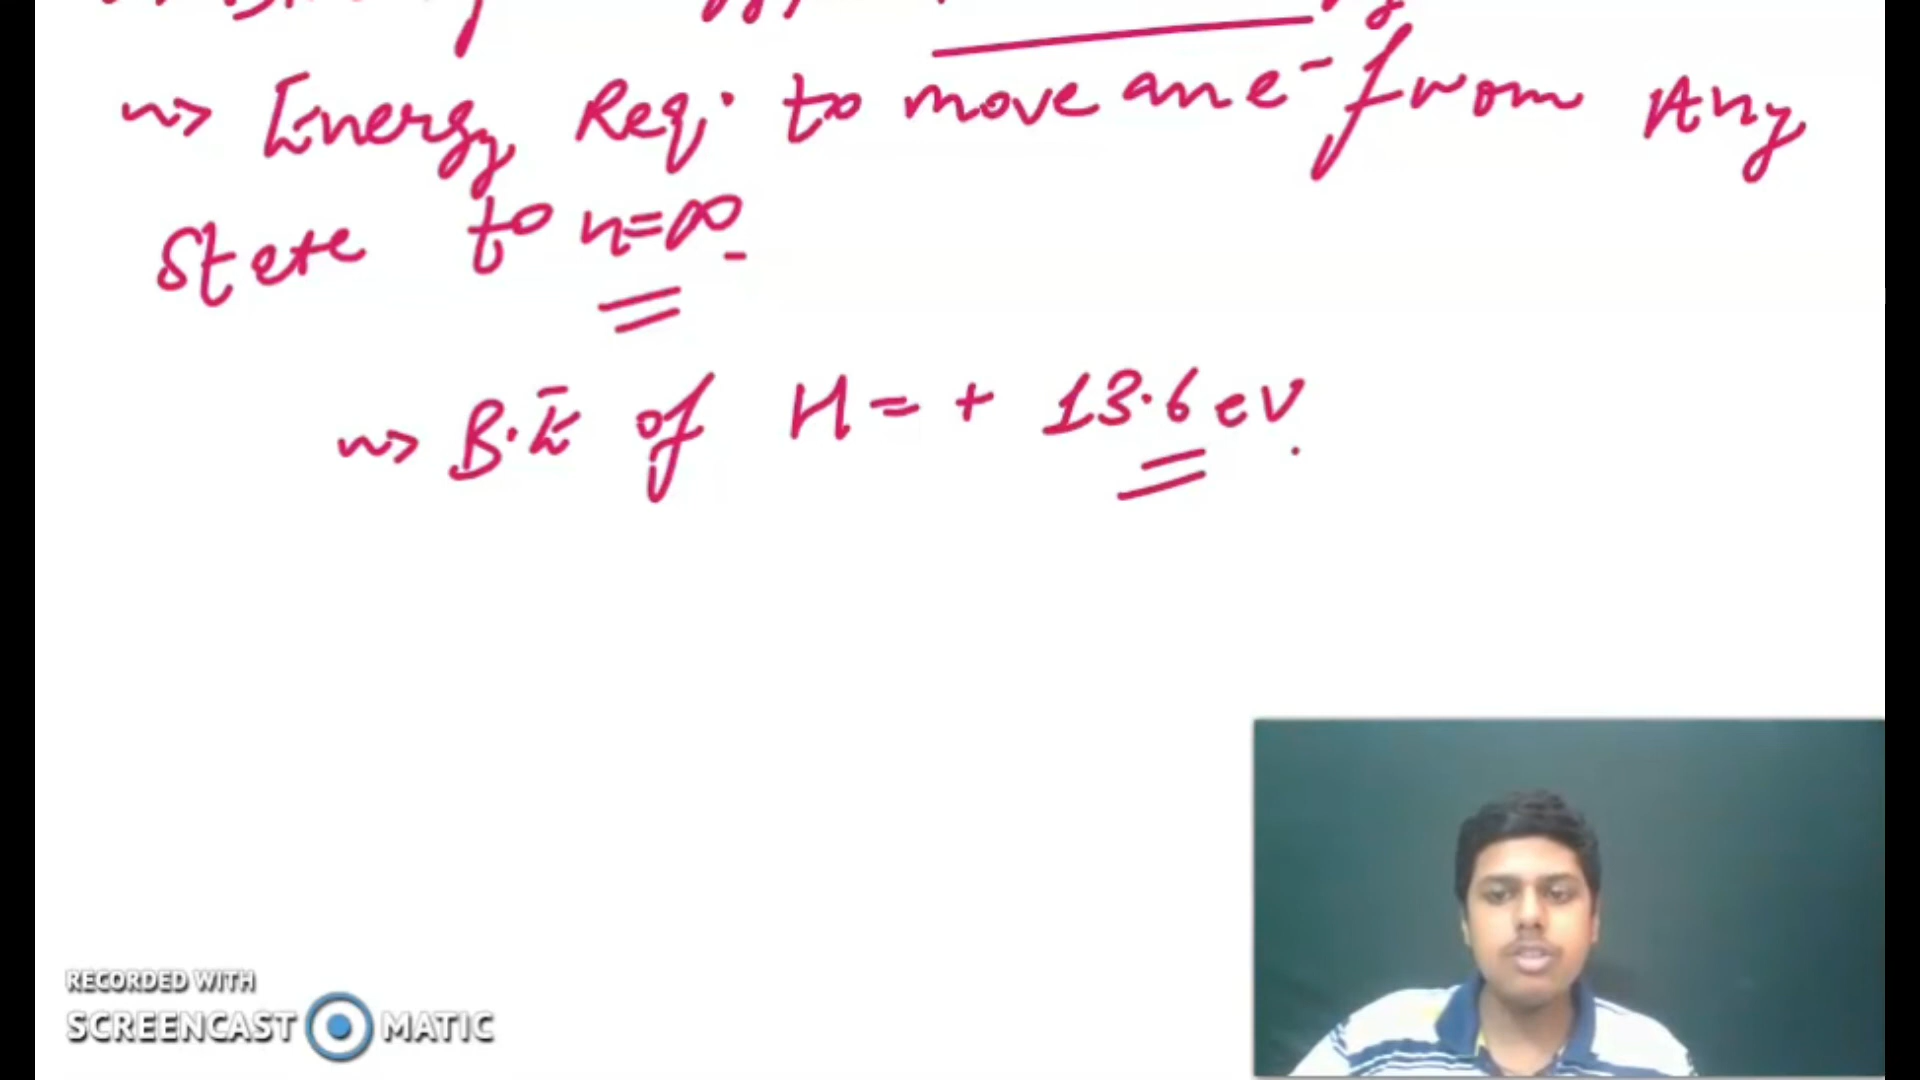 Energy Req. to move an e- from Any
State to n=∞
B.E of H = + 13.6 eV.
RECORDED WITH
SCREENCAST MATIC